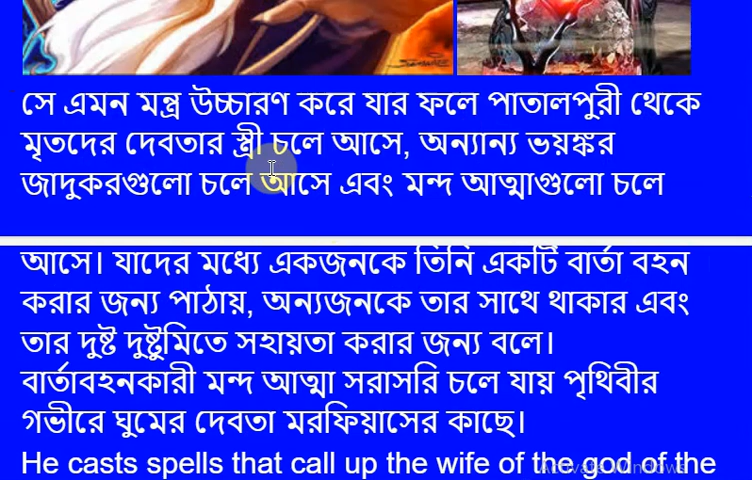 সে এমন মন্ত্র উচ্চারণ করে যার ফলে পাতালপুরী থেকে
মৃতদের দেবতার স্ত্রী চলে আসে, অন্যান্য ভয়ঙ্কর
জাদুকরগুলো চলে আসে এবং মন্দ আত্মাগুলো চলে
আসে। যাদের মধ্যে একজনকে তিনি একটি বার্তা বহন
করার জন্য পাঠায়, অন্যজনকে তার সাথে থাকার এবং
তার দুষ্ট দুষ্টুমিতে সহায়তা করার জন্য বলে।
বার্তাবহনকারী মন্দ আত্মা সরাসরি চলে যায় পৃথিবীর
গভীরে ঘুমের দেবতা মরফিয়াসের কাছে।
He casts spells that call up the wife of the god of the
Activate Windows